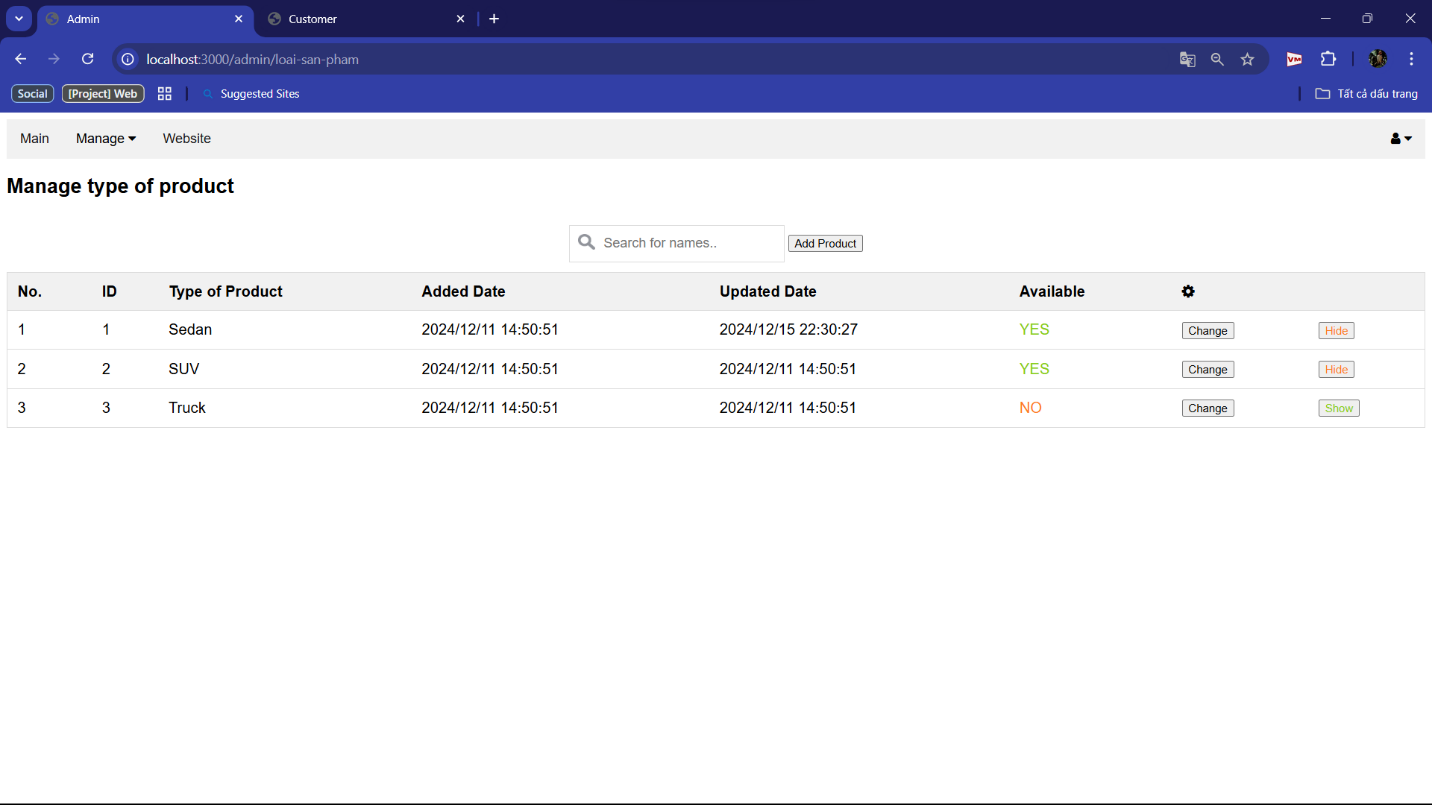 Admin
Customer
localhost:3000/admin/loai-san-pham
VM
Social [Project] Web Suggested Sites Tất cả dấu trang
Main Manage Website
Manage type of product
Search for names.. Add Product
No. ID Type of Product Added Date Updated Date Available
1 1 Sedan 2024/12/11 14:50:51 2024/12/15 22:30:27 YES Change Hide
2 2 SUV 2024/12/11 14:50:51 2024/12/11 14:50:51 YES Change Hide
3 3 Truck 2024/12/11 14:50:51 2024/12/11 14:50:51 NO Change Show